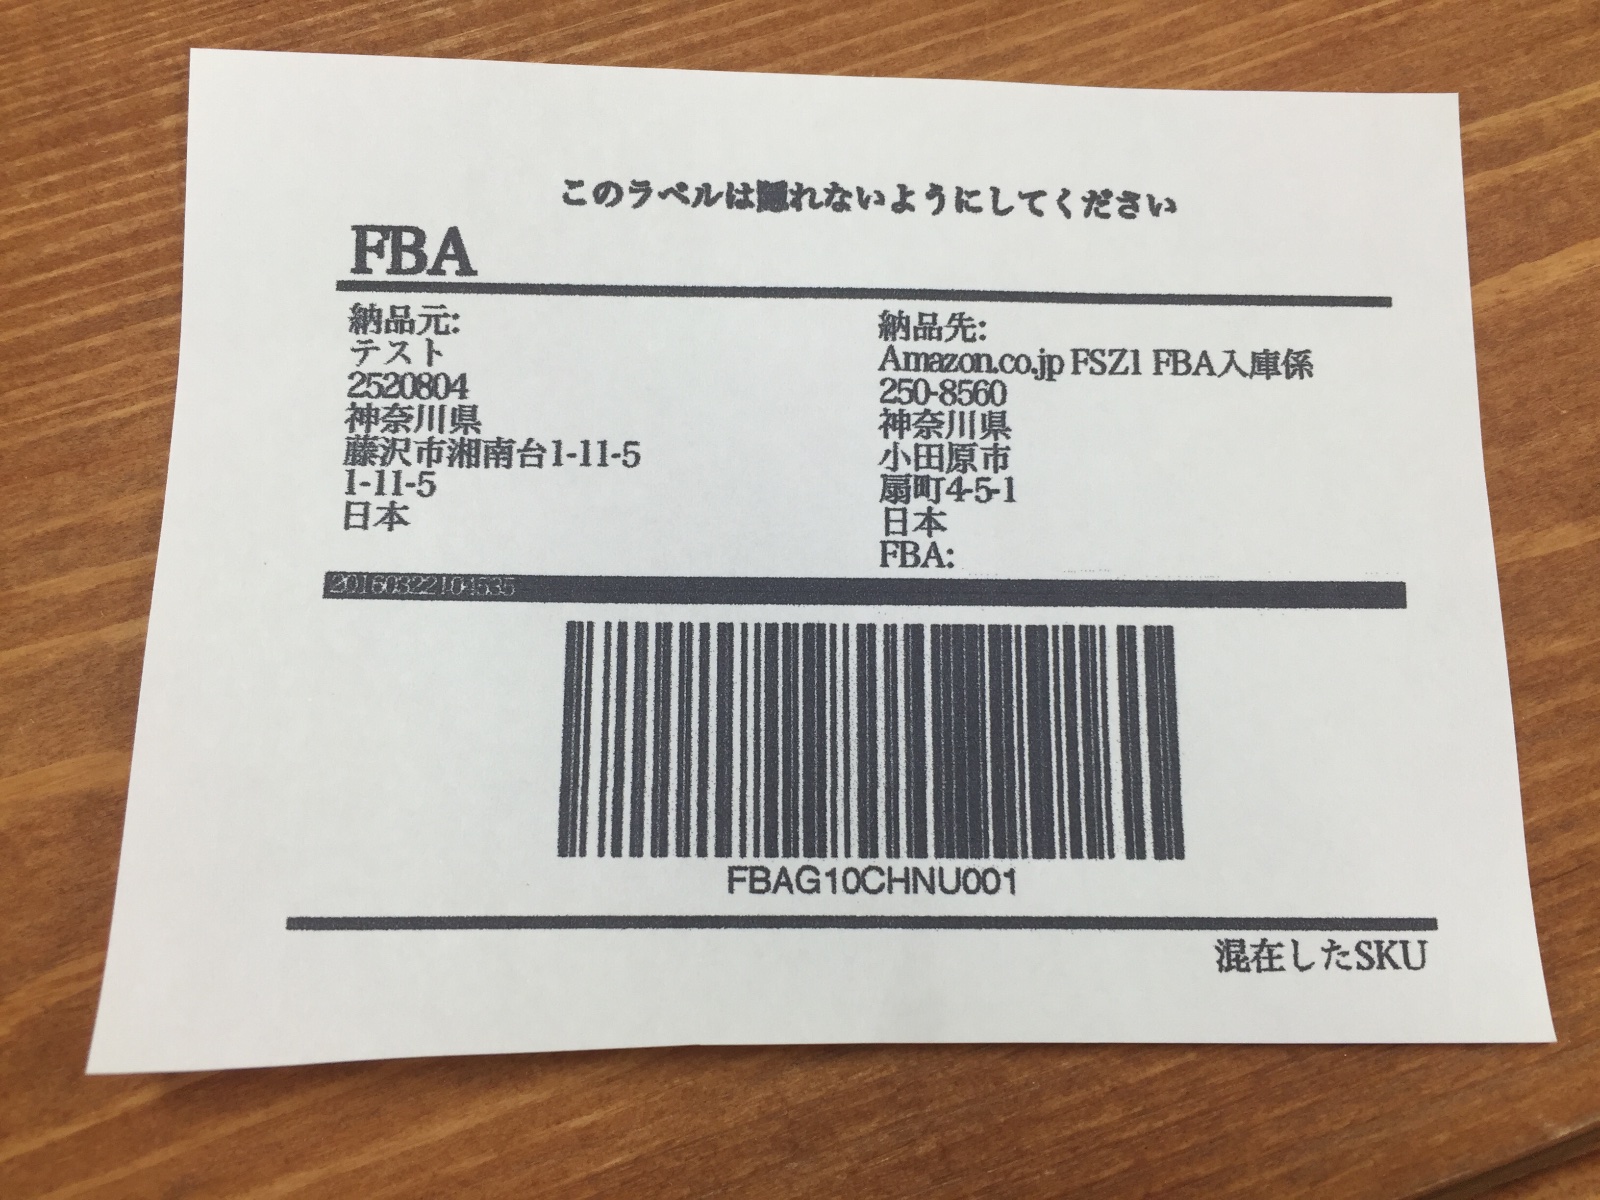 このラベルは隠れないようにしてください
FBA
納品元:
テスト
2520804
神奈川県
藤沢市湘南台1-11-5
1-11-5
日本
納品先:
Amazon.co.jp FSZ1 FBA入庫係
250-8560
神奈川県
小田原市
扇町4-5-1
日本
FBA:
20160322104535
FBAG10CHNU001
混在したSKU